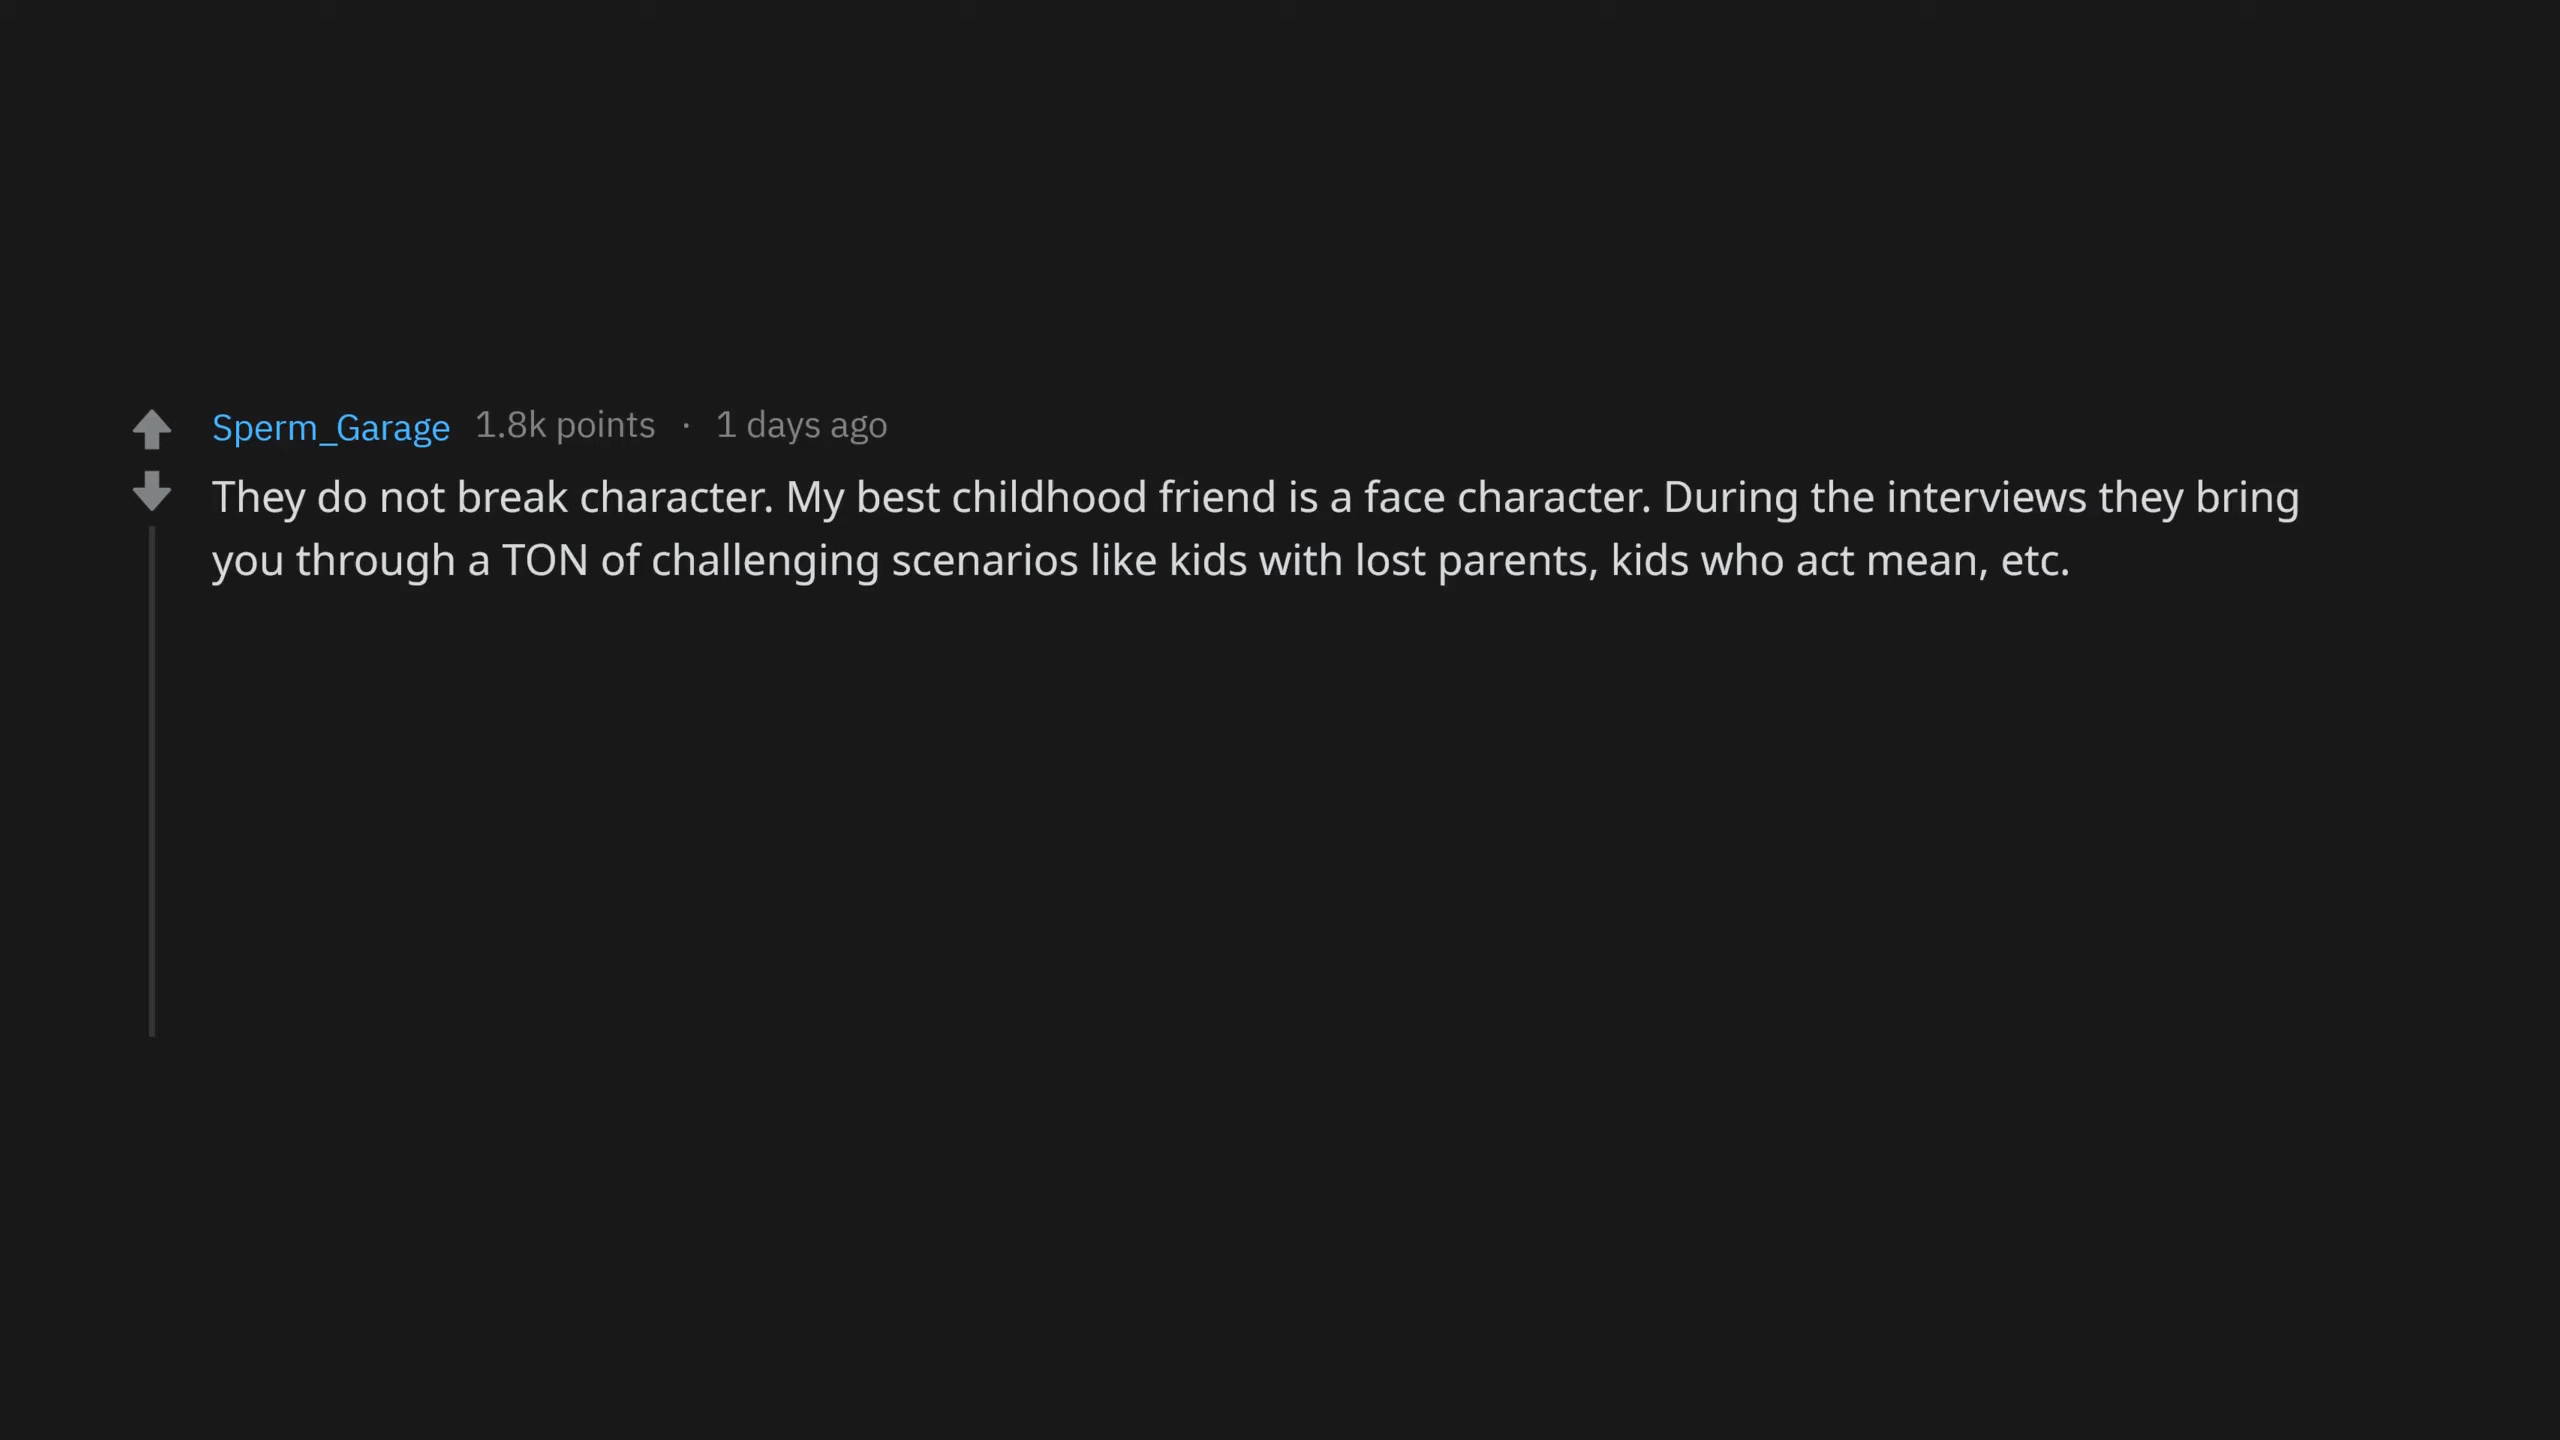 Sperm_Garage 1.8k points · 1 days ago
They do not break character. My best childhood friend is a face character. During the interviews they bring
you through a TON of challenging scenarios like kids with lost parents, kids who act mean, etc.